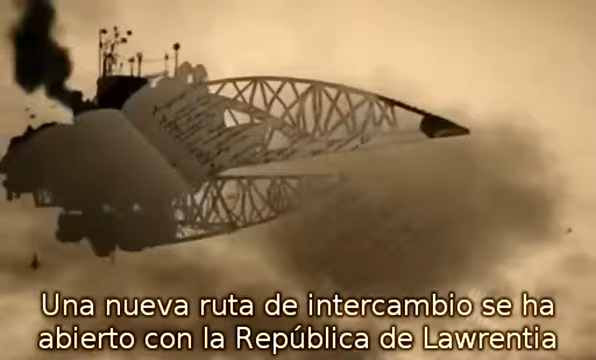 Una nueva ruta de intercambio se ha
abierto con la República de Lawrentia